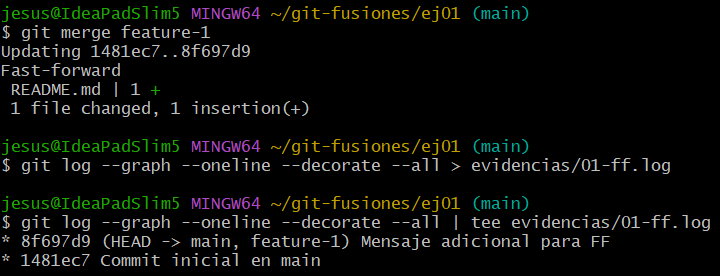 jesus@IdeaPadSlim5 MINGW64 ~/git-fusiones/ej01 (main)
$ git merge feature-1
Updating 1481ec7..8f697d9
Fast-forward
 README.md | 1 +
 1 file changed, 1 insertion(+)

jesus@IdeaPadSlim5 MINGW64 ~/git-fusiones/ej01 (main)
$ git log --graph --oneline --decorate --all > evidencias/01-ff.log

jesus@IdeaPadSlim5 MINGW64 ~/git-fusiones/ej01 (main)
$ git log --graph --oneline --decorate --all | tee evidencias/01-ff.log
* 8f697d9 (HEAD -> main, feature-1) Mensaje adicional para FF
* 1481ec7 Commit inicial en main